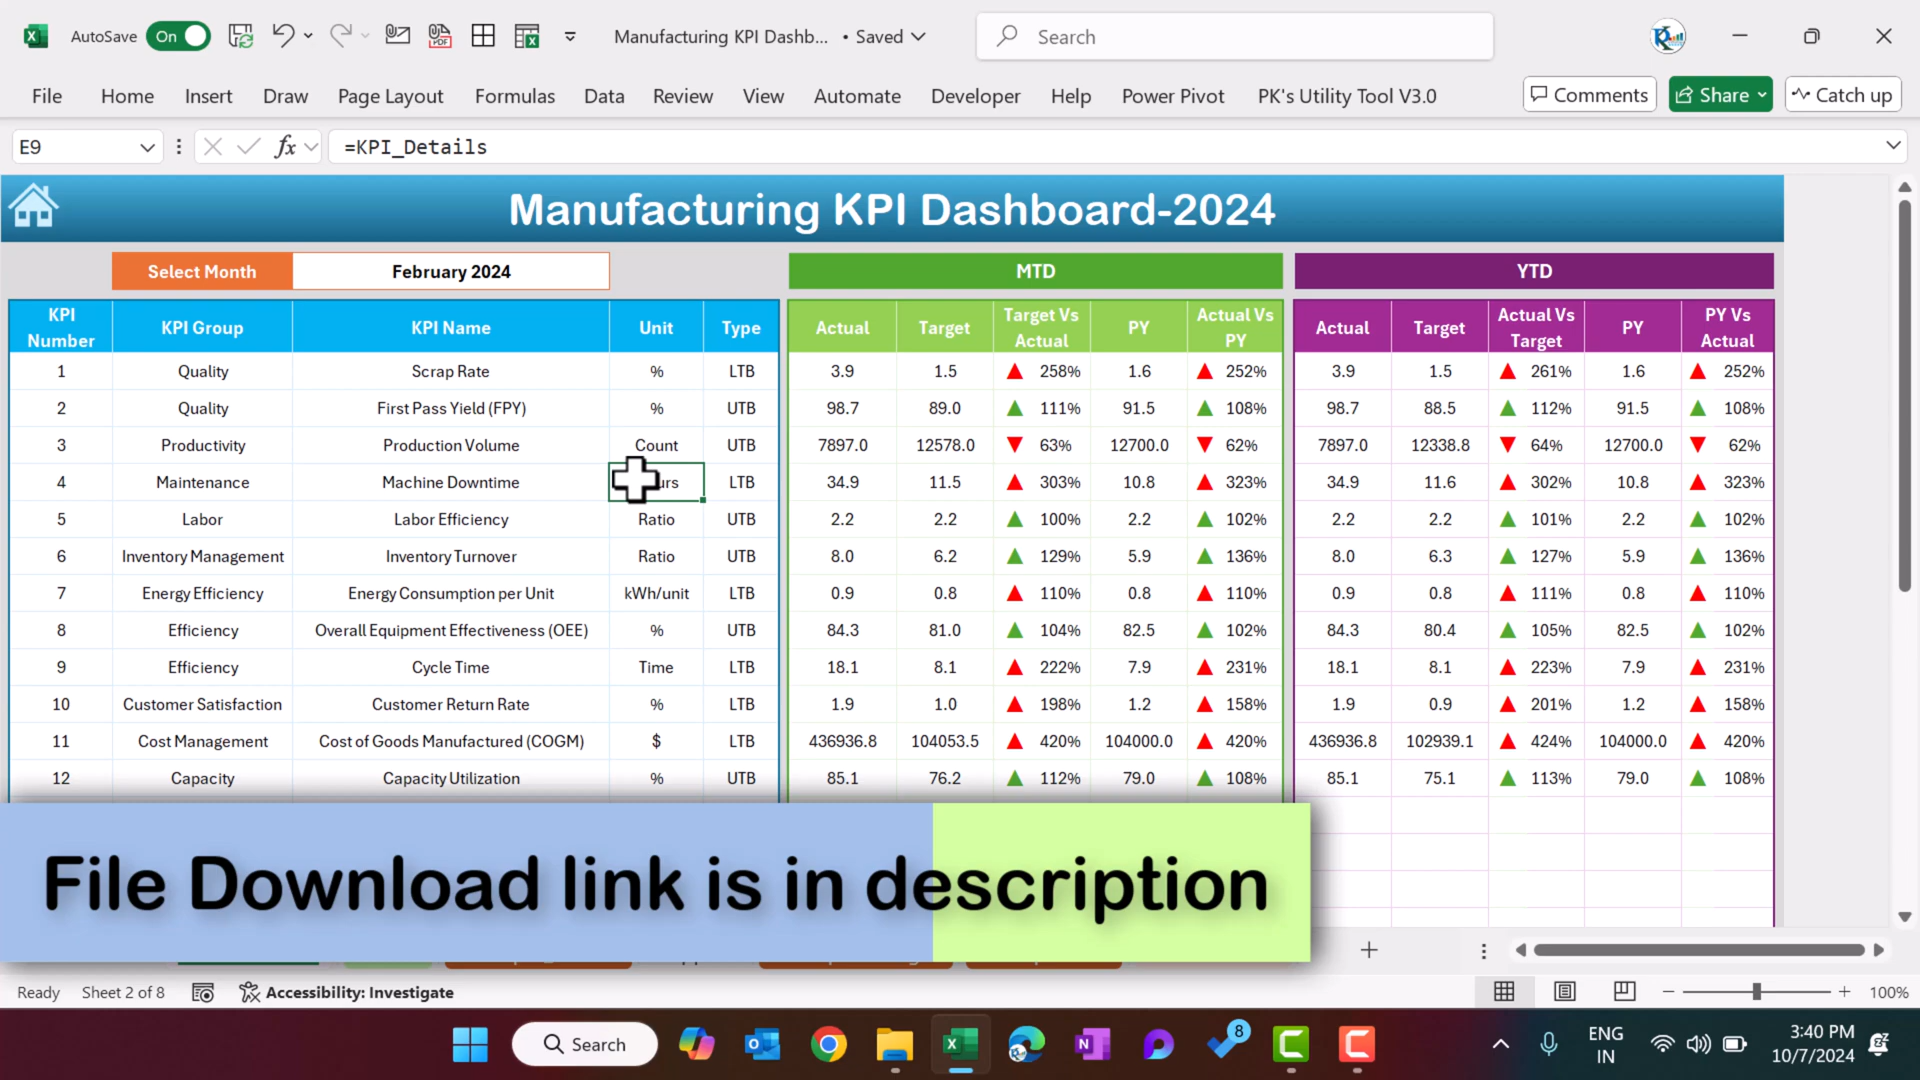 AutoSave On Manufacturing KPI Dashb... • Saved Search
File Home Insert Draw Page Layout Formulas Data Review View Automate Developer Help Power Pivot PK's Utility Tool V3.0 Comments Share Catch up
E9 fx =KPI_Details
Manufacturing KPI Dashboard-2024
Select Month February 2024 MTD YTD
KPI Number KPI Group KPI Name Unit Type Actual Target Target Vs Actual PY Actual Vs PY Actual Target Actual Vs Target PY PY Vs Actual
1 Quality Scrap Rate % LTB 3.9 1.5 ▲ 258% 1.6 ▲ 252% 3.9 1.5 ▲ 261% 1.6 ▲ 252%
2 Quality First Pass Yield (FPY) % UTB 98.7 89.0 ▲ 111% 91.5 ▲ 108% 98.7 88.5 ▲ 112% 91.5 ▲ 108%
3 Productivity Production Volume Count UTB 7897.0 12578.0 ▼ 63% 12700.0 ▼ 62% 7897.0 12338.8 ▼ 64% 12700.0 ▼ 62%
4 Maintenance Machine Downtime LTB 34.9 11.5 ▲ 303% 10.8 ▲ 323% 34.9 11.6 ▲ 302% 10.8 ▲ 323%
5 Labor Labor Efficiency Ratio UTB 2.2 2.2 ▲ 100% 2.2 ▲ 102% 2.2 2.2 ▲ 101% 2.2 ▲ 102%
6 Inventory Management Inventory Turnover Ratio UTB 8.0 6.2 ▲ 129% 5.9 ▲ 136% 8.0 6.3 ▲ 127% 5.9 ▲ 136%
7 Energy Efficiency Energy Consumption per Unit kWh/unit LTB 0.9 0.8 ▲ 110% 0.8 ▲ 110% 0.9 0.8 ▲ 111% 0.8 ▲ 110%
8 Efficiency Overall Equipment Effectiveness (OEE) % UTB 84.3 81.0 ▲ 104% 82.5 ▲ 102% 84.3 80.4 ▲ 105% 82.5 ▲ 102%
9 Efficiency Cycle Time Time LTB 18.1 8.1 ▲ 222% 7.9 ▲ 231% 18.1 8.1 ▲ 223% 7.9 ▲ 231%
10 Customer Satisfaction Customer Return Rate % LTB 1.9 1.0 ▲ 198% 1.2 ▲ 158% 1.9 0.9 ▲ 201% 1.2 ▲ 158%
11 Cost Management Cost of Goods Manufactured (COGM) $ LTB 436936.8 104053.5 ▲ 420% 104000.0 ▲ 420% 436936.8 102939.1 ▲ 424% 104000.0 ▲ 420%
12 Capacity Capacity Utilization % UTB 85.1 76.2 ▲ 112% 79.0 ▲ 108% 85.1 75.1 ▲ 113% 79.0 ▲ 108%
File Download link is in description
Ready Sheet 2 of 8 Accessibility: Investigate 100%
Search 8 ENG IN 3:40 PM 10/7/2024